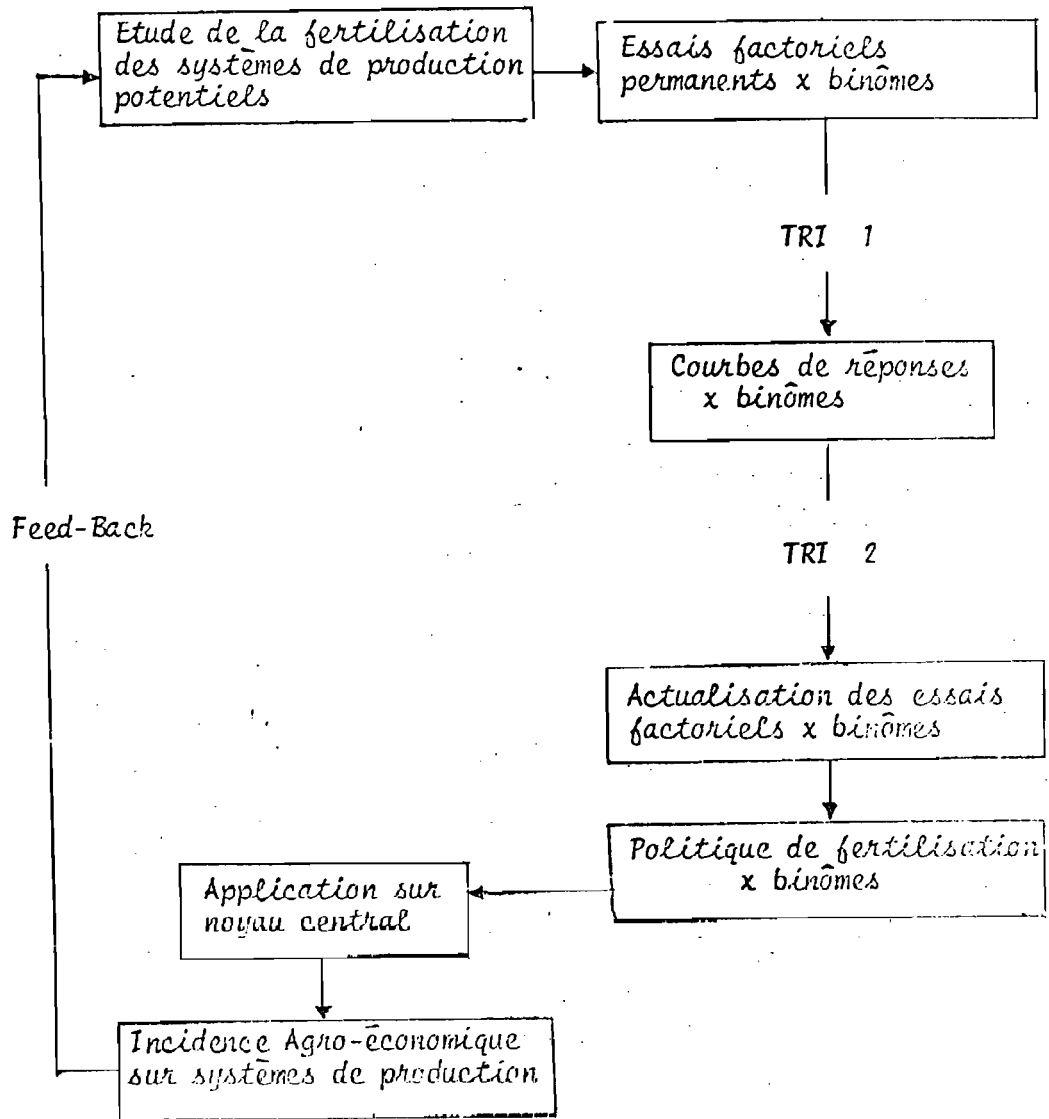 Etude de la fertilisation
des systèmes de production
potentiels
Essais factoriels
permanents x binômes
TRI 1
Courbes de réponses
x binômes
Feed-Back
TRI 2
Actualisation des essais
factoriels x binômes
Politique de fertilisation
x binômes
Application sur
noyau central
Incidence Agro-économique
sur systèmes de production